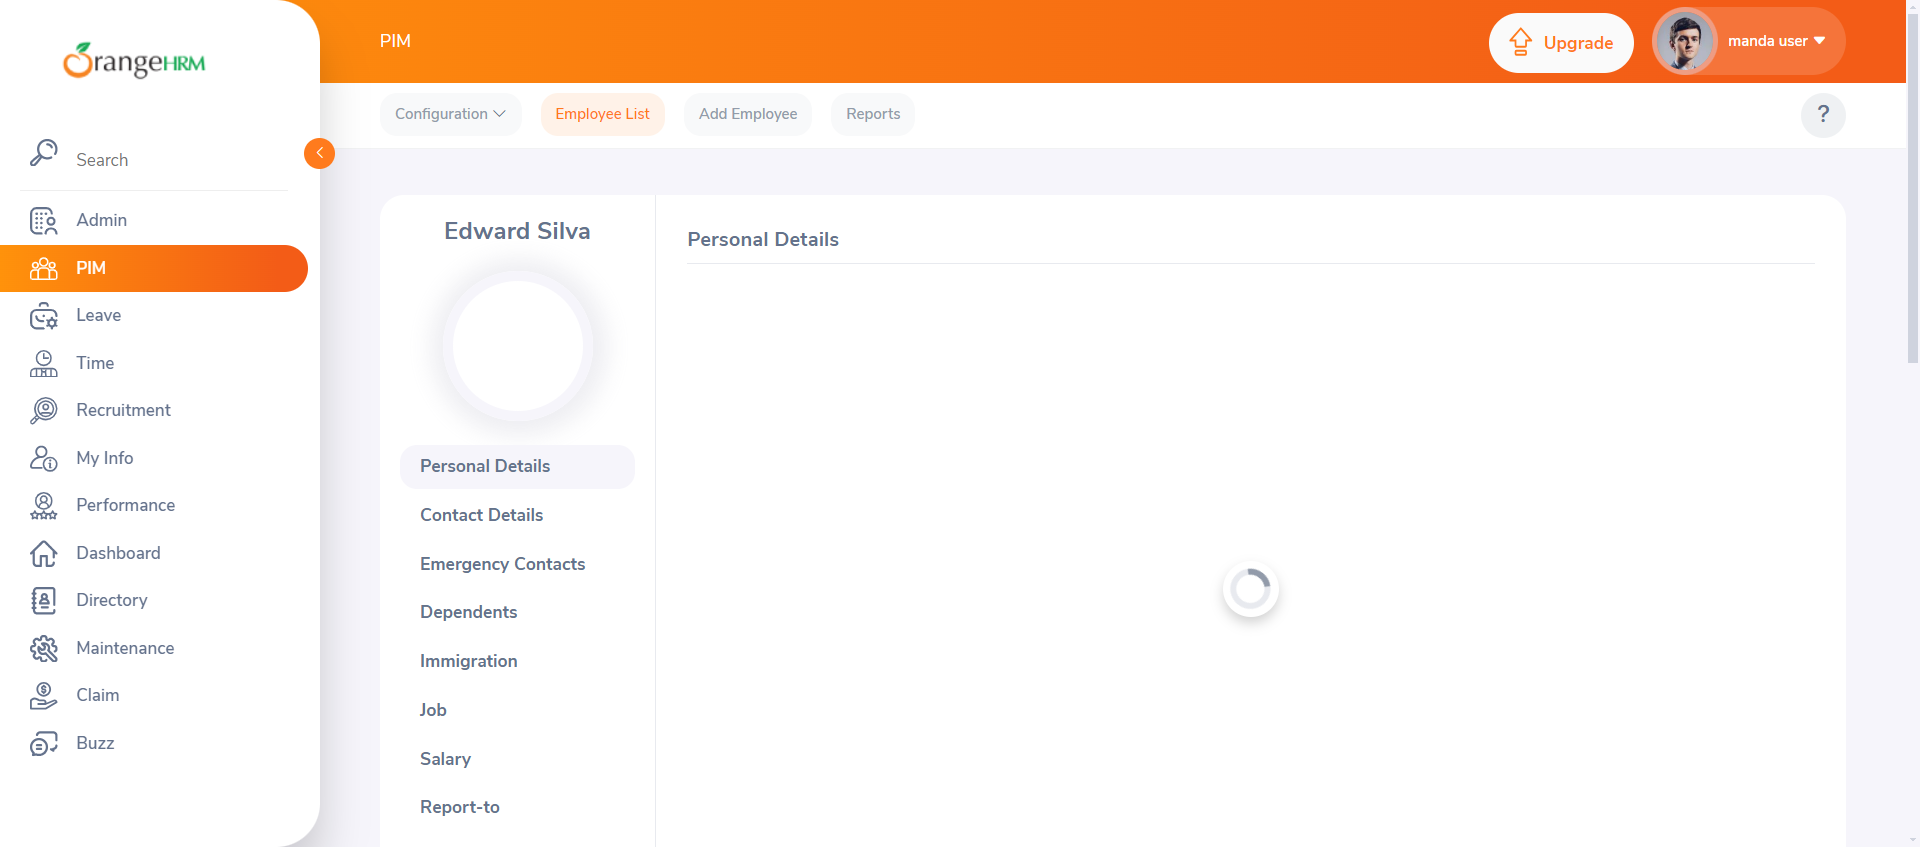 OrangeHRM
Search
Admin
PIM
Leave
Time
Recruitment
My Info
Performance
Dashboard
Directory
Maintenance
Claim
Buzz
PIM
Upgrade
manda user
Configuration
Employee List
Add Employee
Reports
?
Edward Silva
Personal Details
Contact Details
Emergency Contacts
Dependents
Immigration
Job
Salary
Report-to
Personal Details